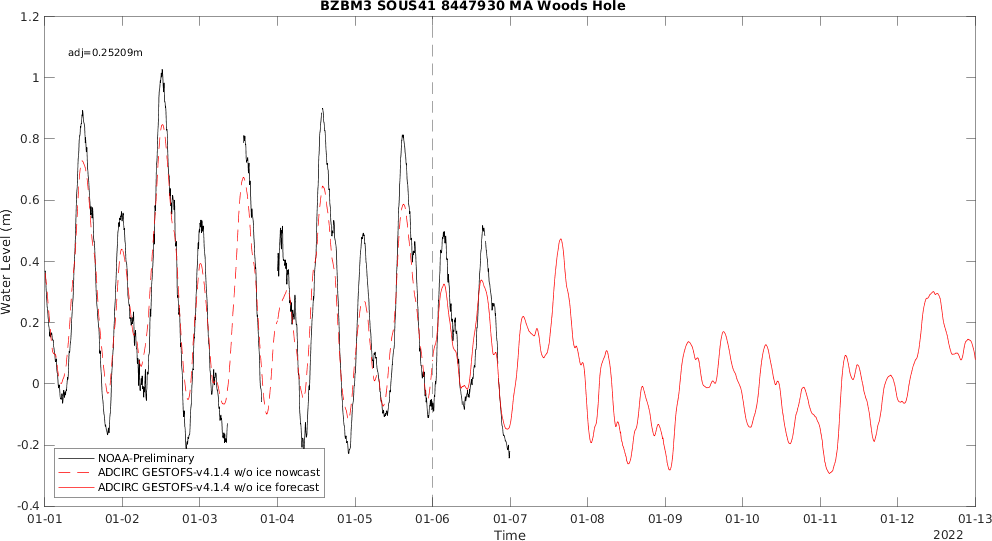 BZBM3 SOUS41 8447930 MA Woods Hole
adj=0.25209m
Water Level (m)
1.2
1
0.8
0.6
0.4
0.2
0
-0.2
-0.4
NOAA-Preliminary
ADCIRC GESTOFS-v4.1.4 w/o ice nowcast
ADCIRC GESTOFS-v4.1.4 w/o ice forecast
01-01 01-02 01-03 01-04 01-05 01-06 01-07 01-08 01-09 01-10 01-11 01-12 01-13
Time
2022